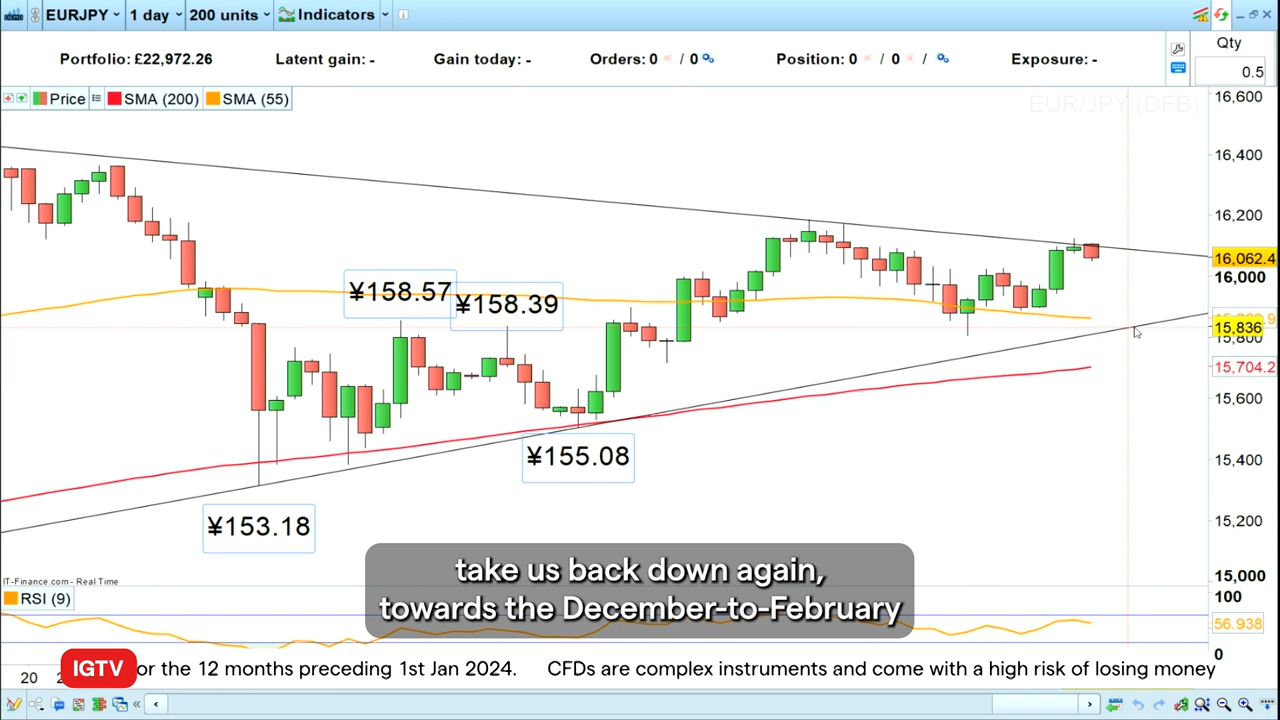 EURJPY
1 day
200 units
Indicators
Portfolio: £22,972.26
Latent gain: -
Gain today: -
Orders: 0 / 0
Position: 0 / 0 /
Exposure: -
Qty
0.5
Price
SMA (200)
SMA (55)
EUR/JPY (DFB)
16,600
16,400
16,200
16,062.4
16,000
15,836
15,800
15,704.2
15,600
15,400
15,200
15,000
¥158.57
¥158.39
¥155.08
¥153.18
take us back down again,
towards the December-to-February
IT-Finance.com - Real Time
RSI (9)
100
56.938
0
20
IGTV
or the 12 months preceding 1st Jan 2024. CFDs are complex instruments and come with a high risk of losing money